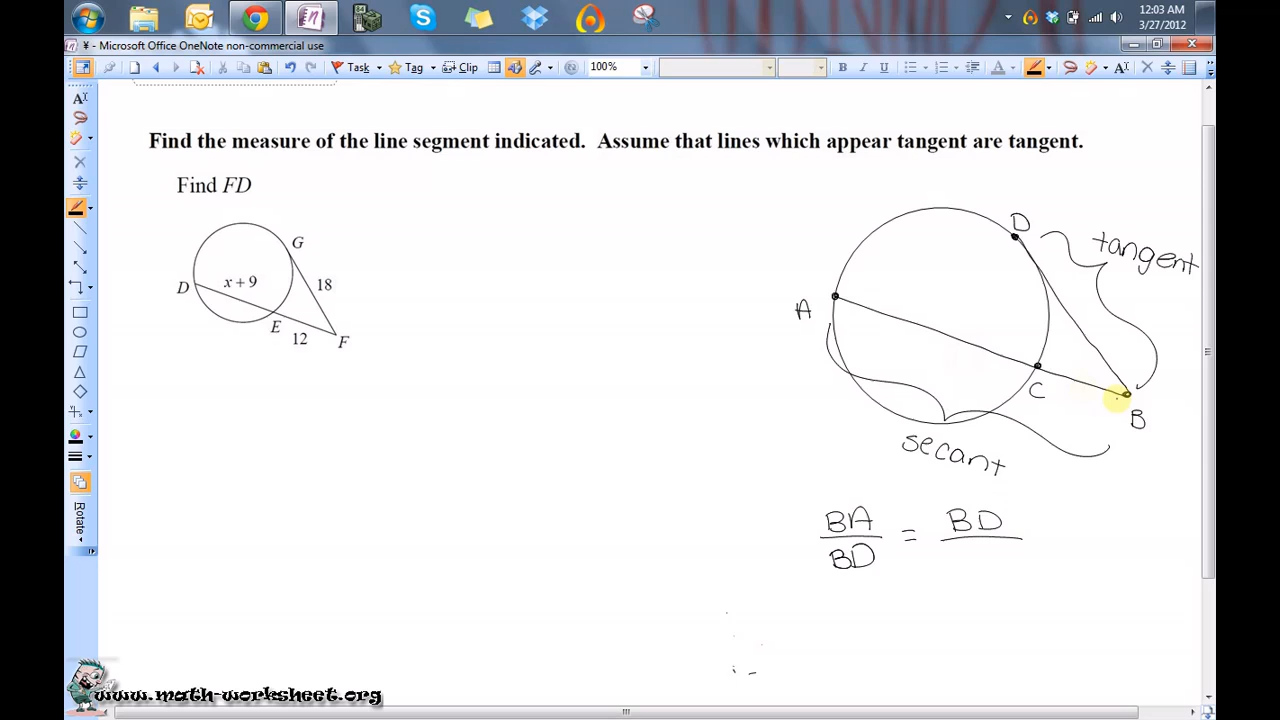 12:03 AM
3/27/2012
¥ - Microsoft Office OneNote non-commercial use
Task Tag Clip 100% B I U A
Find the measure of the line segment indicated. Assume that lines which appear tangent are tangent.
Find FD
G
D
x + 9
18
E
12
F
D
tangent
A
C
B
secant
BA = BD
BD
Rotate
www.math-worksheet.org